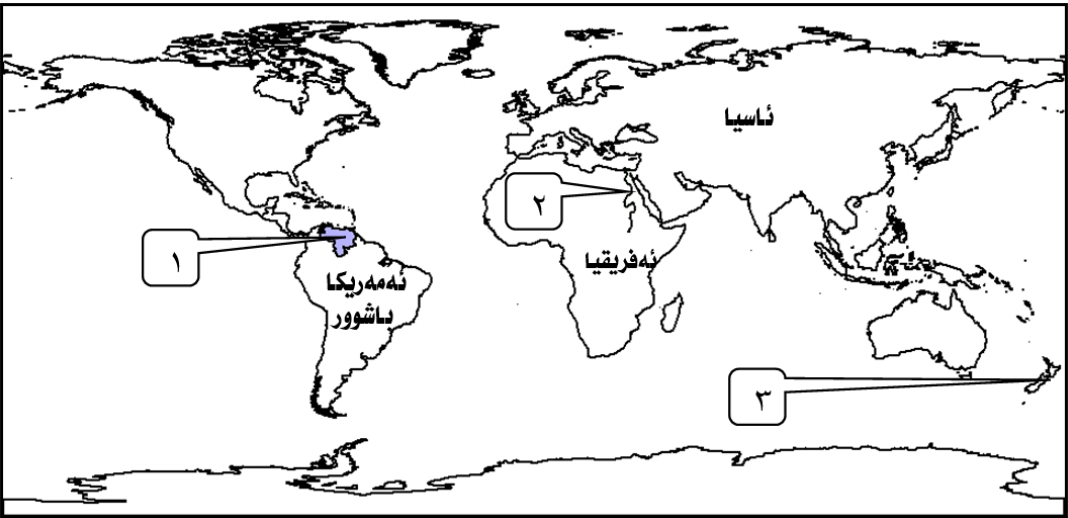 ئاسیا
٢
١
ئەفریقیا
ئەمەریکا
باشوور
٣